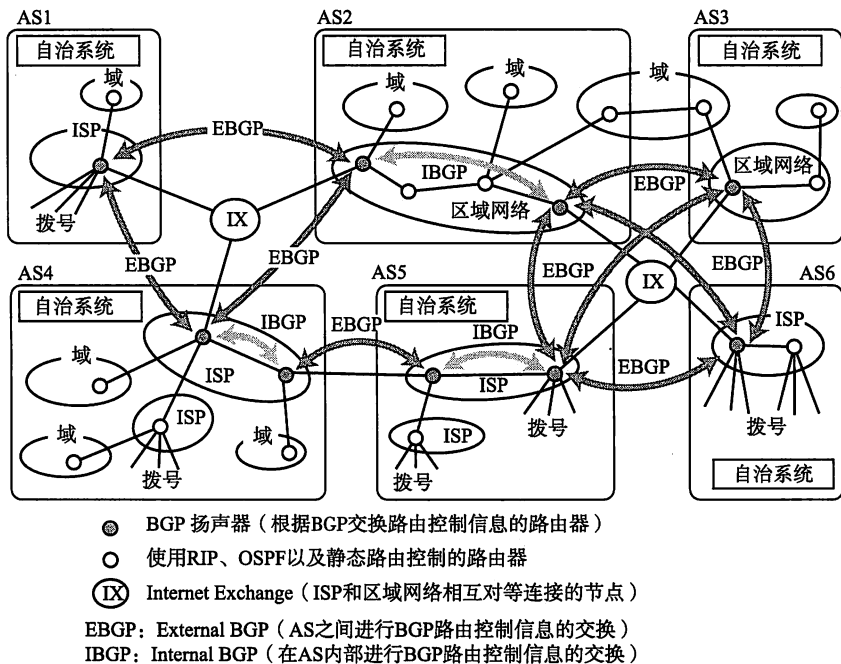 AS1
AS2
AS3
自治系统
自治系统
自治系统
域
域
域
域
ISP
EBGP
IBGP
区域网络
EBGP
区域网络
拨号
IX
EBGP
EBGP
EBGP
IX
EBGP
AS4
AS5
AS6
自治系统
自治系统
IBGP
EBGP
IBGP
ISP
域
ISP
ISP
EBGP
ISP
域
域
拨号
拨号
ISP
拨号
拨号
自治系统
BGP 扬声器（根据BGP交换路由控制信息的路由器）
使用RIP、OSPF以及静态路由控制的路由器
IX Internet Exchange（ISP和区域网络相互对等连接的节点）
EBGP：External BGP（AS之间进行BGP路由控制信息的交换）
IBGP：Internal BGP（在AS内部进行BGP路由控制信息的交换）